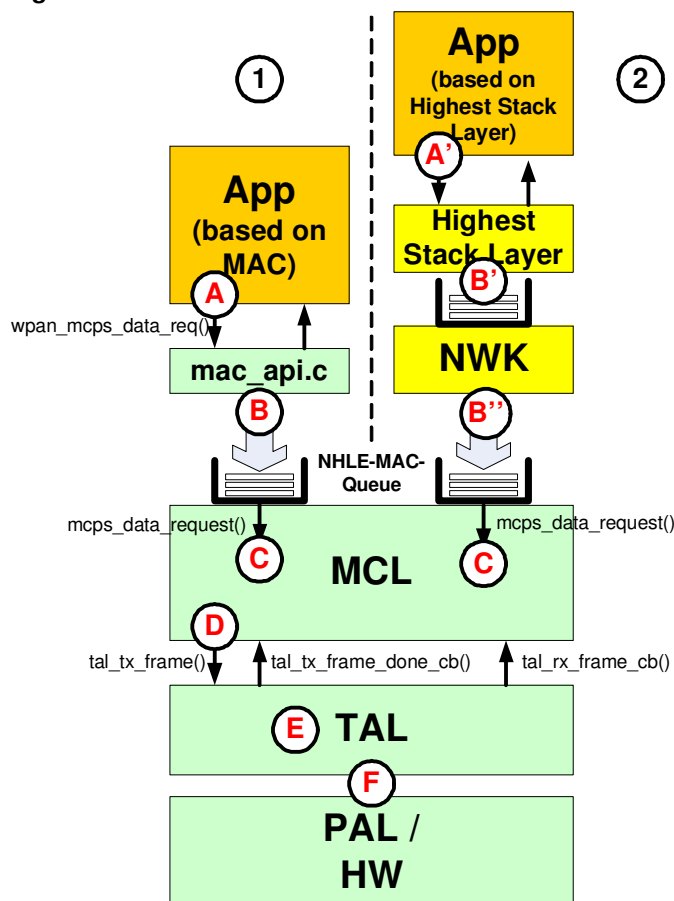 App
(based on
Highest Stack
Layer)
1
2
A’
App
(based on
MAC)
Highest
Stack Layer
A
B’
wpan_mcps_data_req()
mac_api.c
NWK
B
B’’
NHLE-MAC-
Queue
mcps_data_request()
mcps_data_request()
C
MCL
C
D
tal_tx_frame()
tal_tx_frame_done_cb()
tal_rx_frame_cb()
E
TAL
F
PAL /
HW